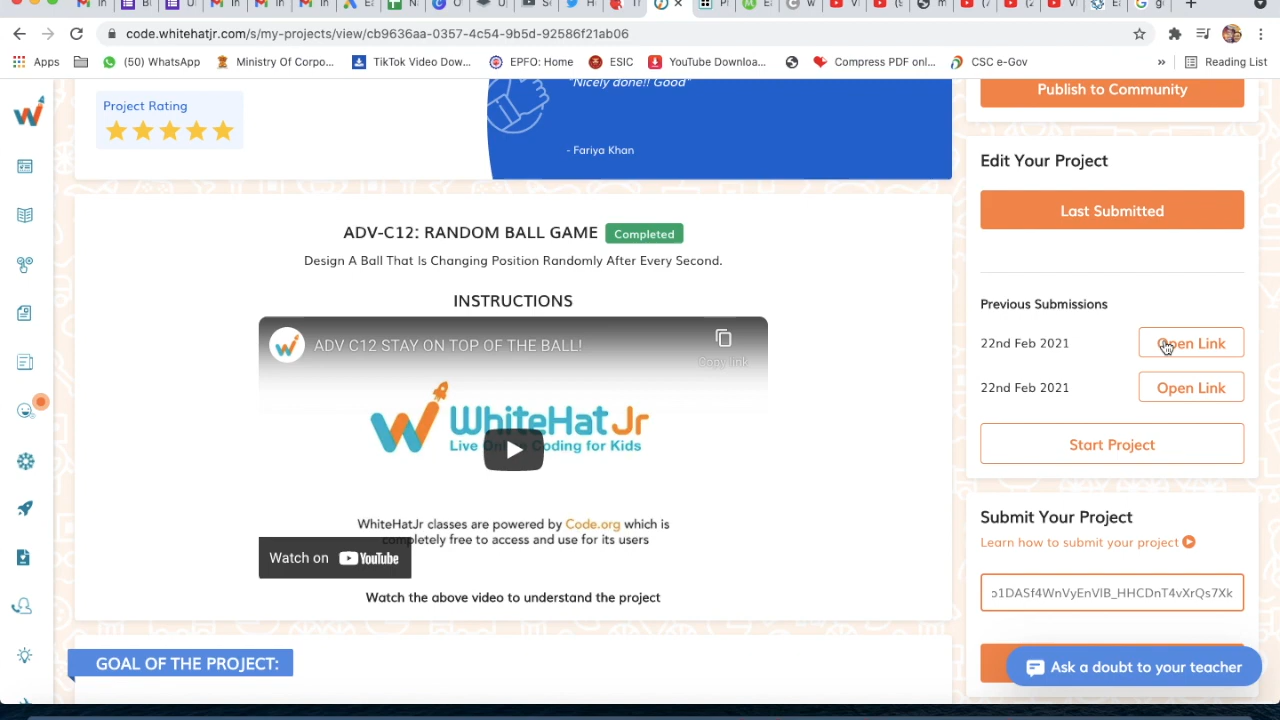 code.whitehatjr.com/s/my-projects/view/cb9636aa-0357-4c54-9b5d-92586f21ab06
Apps
(50) WhatsApp
Ministry Of Corpo...
TikTok Video Dow...
EPFO: Home
ESIC
YouTube Downloa...
Compress PDF onl...
CSC e-Gov
»
Reading List
Project Rating
"Nicely done!! Good"
- Fariya Khan
ADV-C12: RANDOM BALL GAME Completed
Design A Ball That Is Changing Position Randomly After Every Second.
INSTRUCTIONS
ADV C12 STAY ON TOP OF THE BALL!
Copy link
WHiTEHAT Jr
Live Online Coding for Kids
WhiteHatJr classes are powered by Code.org which is
completely free to access and use for its users
Watch on YouTube
Watch the above video to understand the project
GOAL OF THE PROJECT:
Publish to Community
Edit Your Project
Last Submitted
Previous Submissions
22nd Feb 2021 Open Link
22nd Feb 2021 Open Link
Start Project
Submit Your Project
Learn how to submit your project
o1DASf4WnVyEnVlB_HHCDnT4vXrQs7Xk
Ask a doubt to your teacher